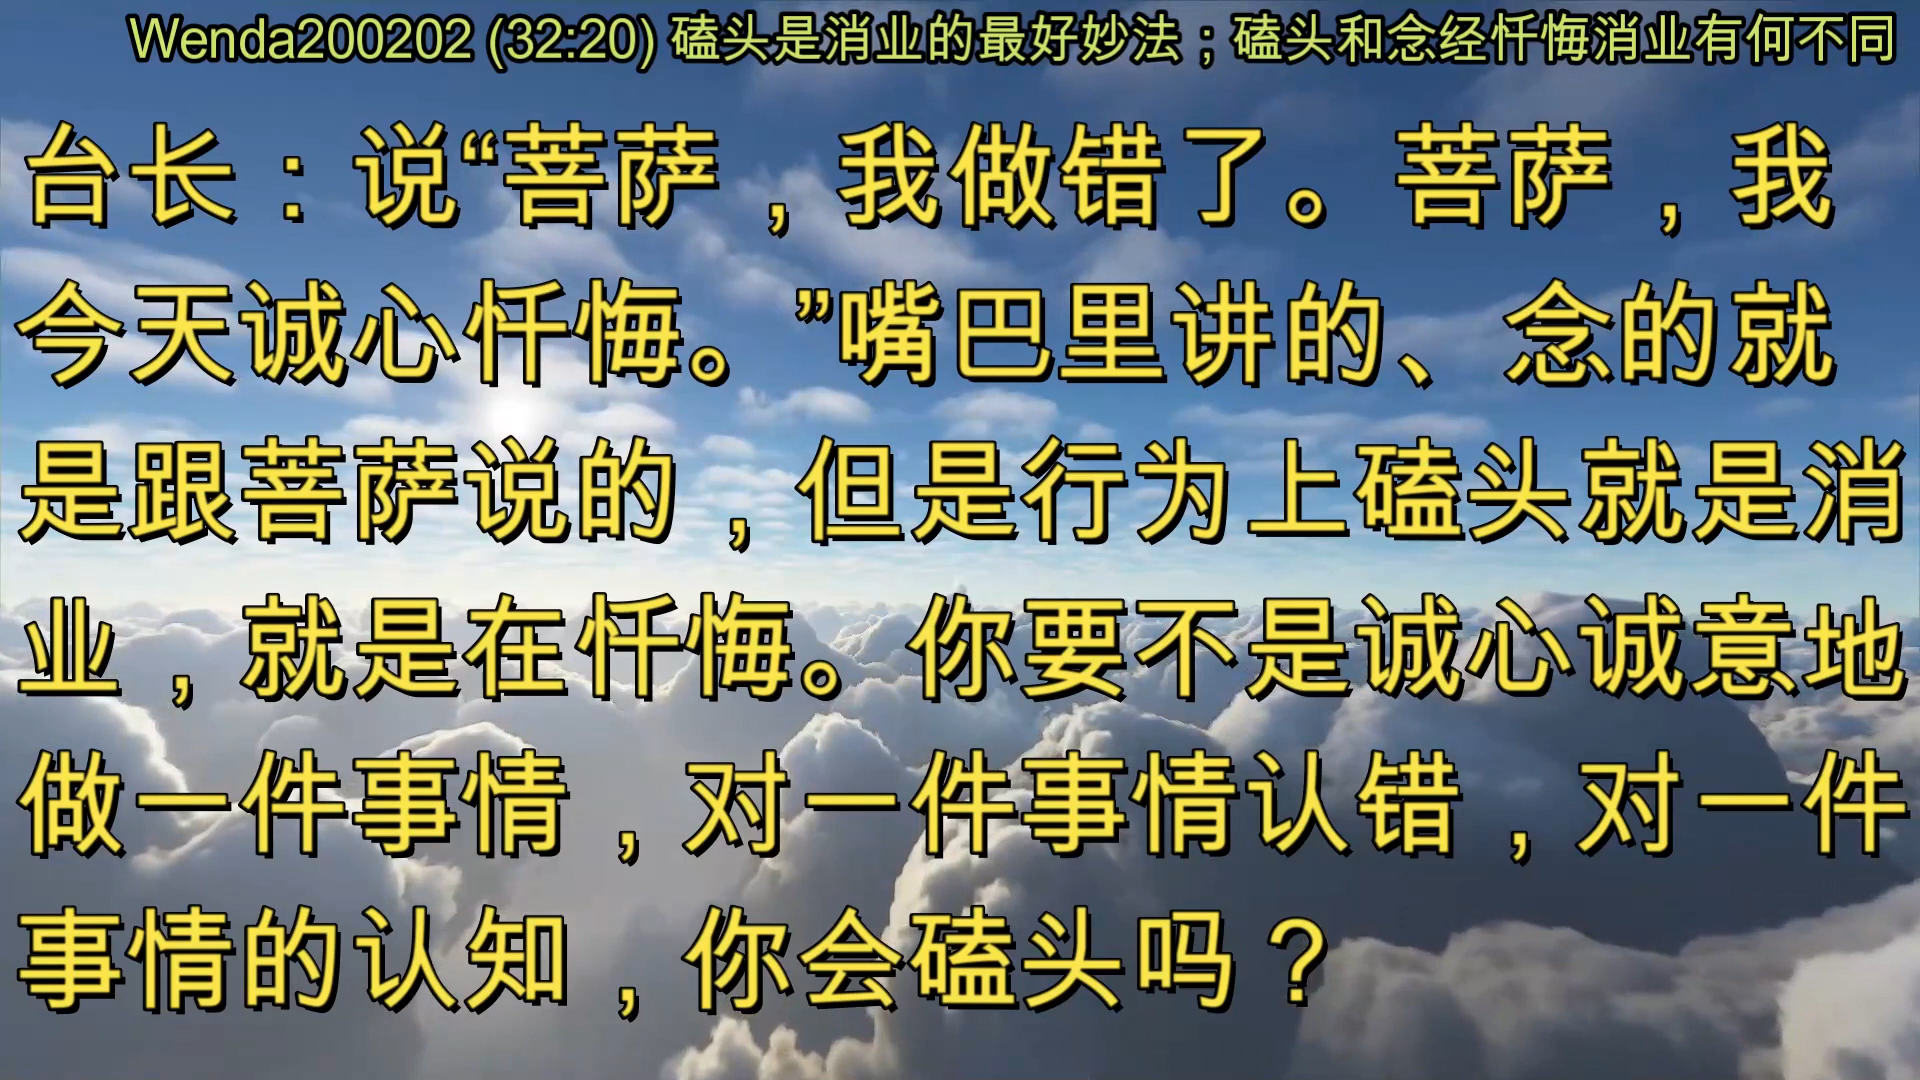 Wenda200202 (32:20) 磕头是消业的最好妙法；磕头和念经忏悔消业有何不同
台长：说“菩萨，我做错了。菩萨，我
今天诚心忏悔。”嘴巴里讲的、念的就
是跟菩萨说的，但是行为上磕头就是消
业，就是在忏悔。你要不是诚心诚意地
做一件事情，对一件事情认错，对一件
事情的认知，你会磕头吗？